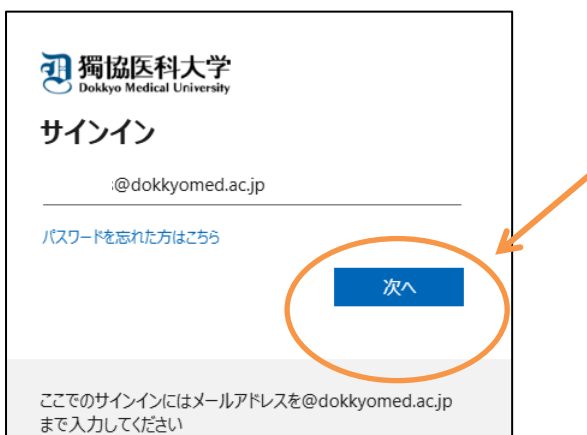 獨協医科大学
Dokkyo Medical University
サインイン
@dokkyomed.ac.jp
パスワードを忘れた方はこちら
次へ
ここでのサインインにはメールアドレスを@dokkyomed.ac.jp
まで入力してください